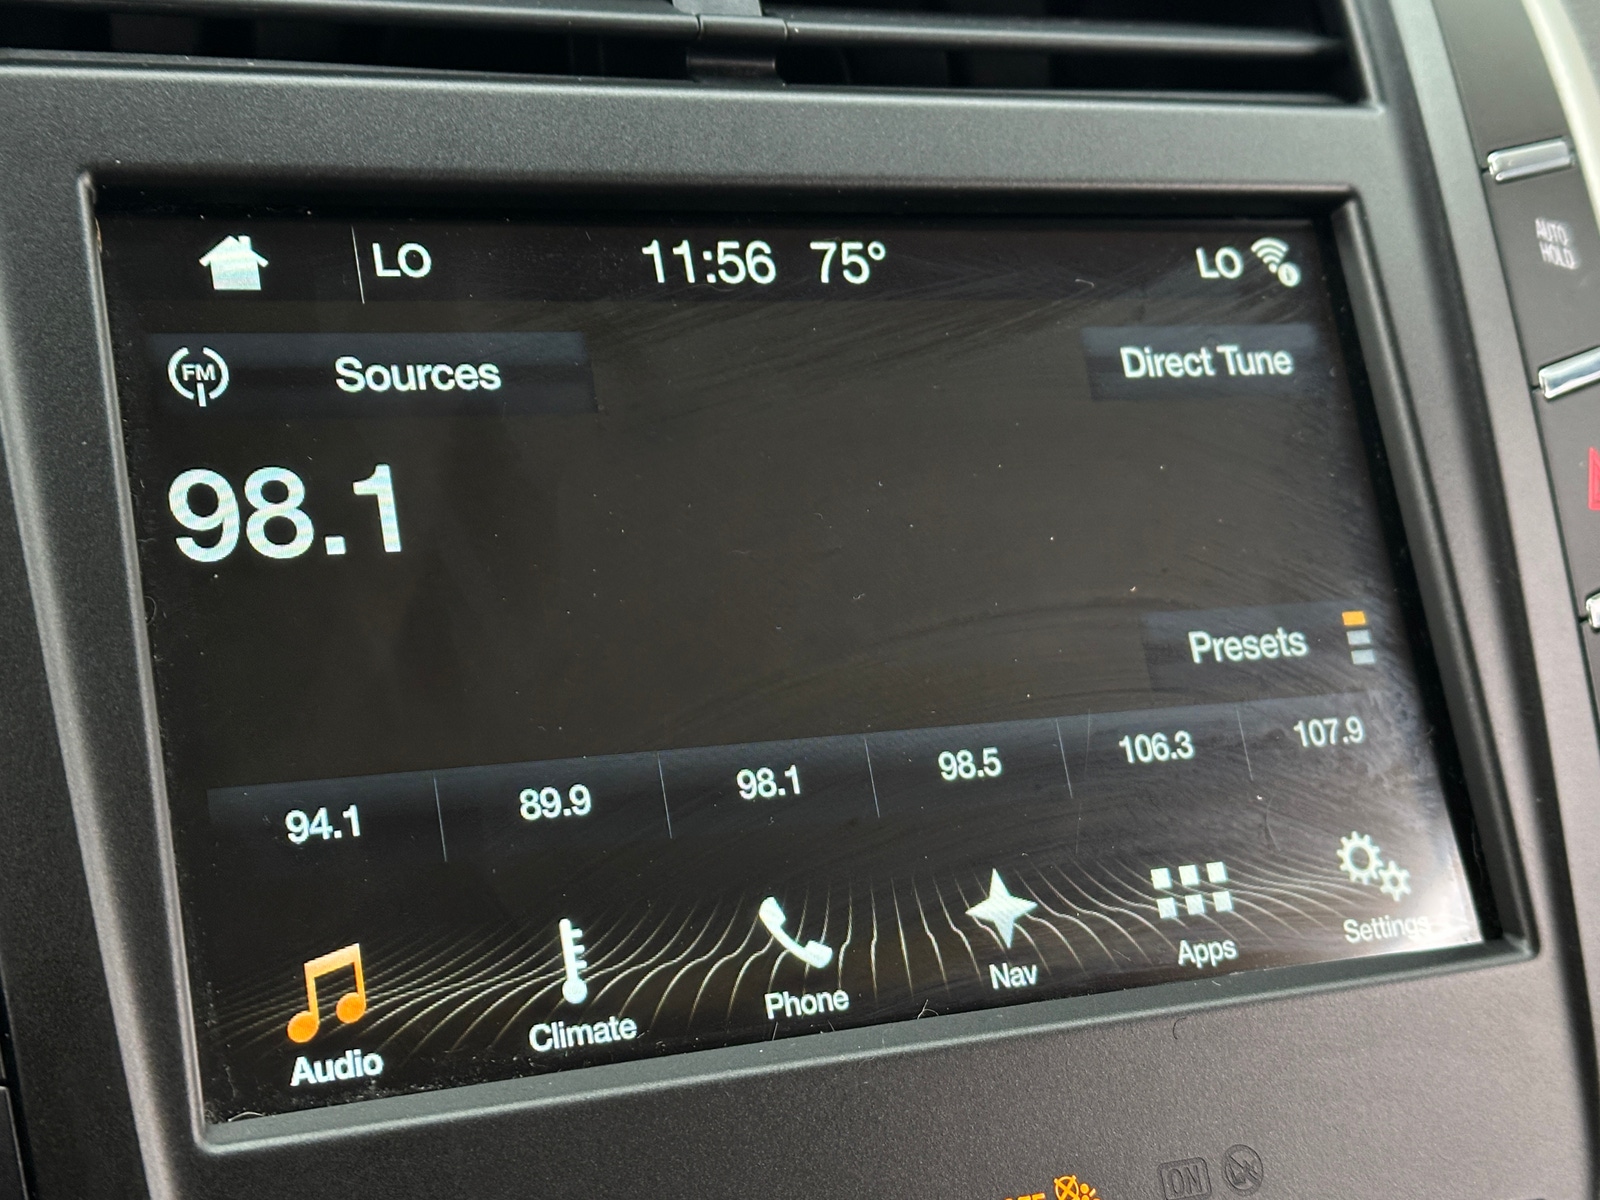 LO 11:56 75° LO
FM Sources Direct Tune
AUTO
HOLD
98.1
Presets
94.1 89.9 98.1 98.5 106.3 107.9
Audio Climate Phone Nav Apps Settings
ON